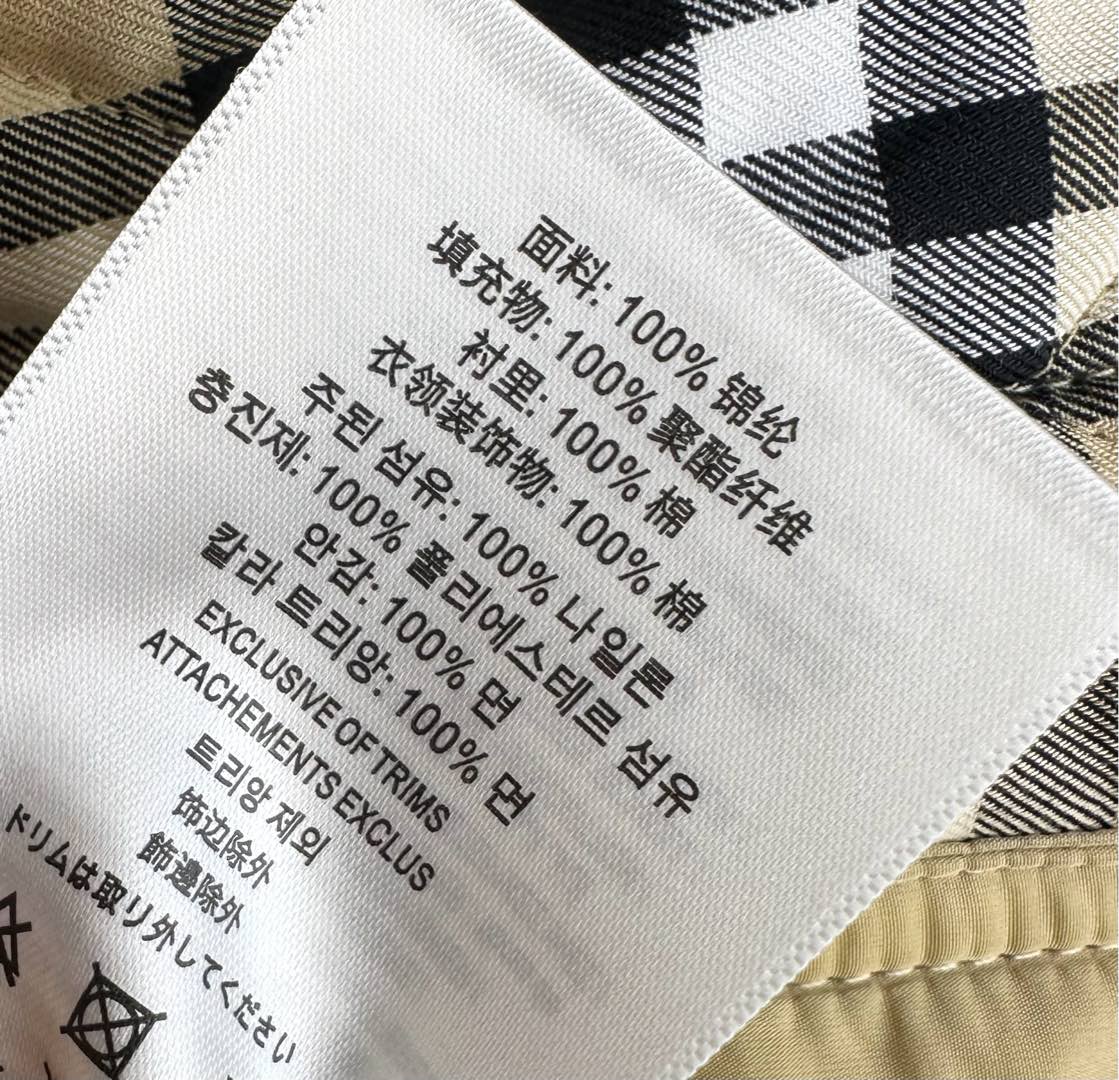 面料: 100% 锦纶
填充物: 100% 聚酯纤维
衬里: 100% 棉
衣领装饰物: 100% 棉
주된 섬유: 100% 나일론
충진제: 100% 폴리에스테르 섬유
안감: 100% 면
칼라 트리앙: 100% 면
EXCLUSIVE OF TRIMS
ATTACHEMENTS EXCLUS
트리앙 제외
饰边除外
飾邊除外
ドリムは取り外してください